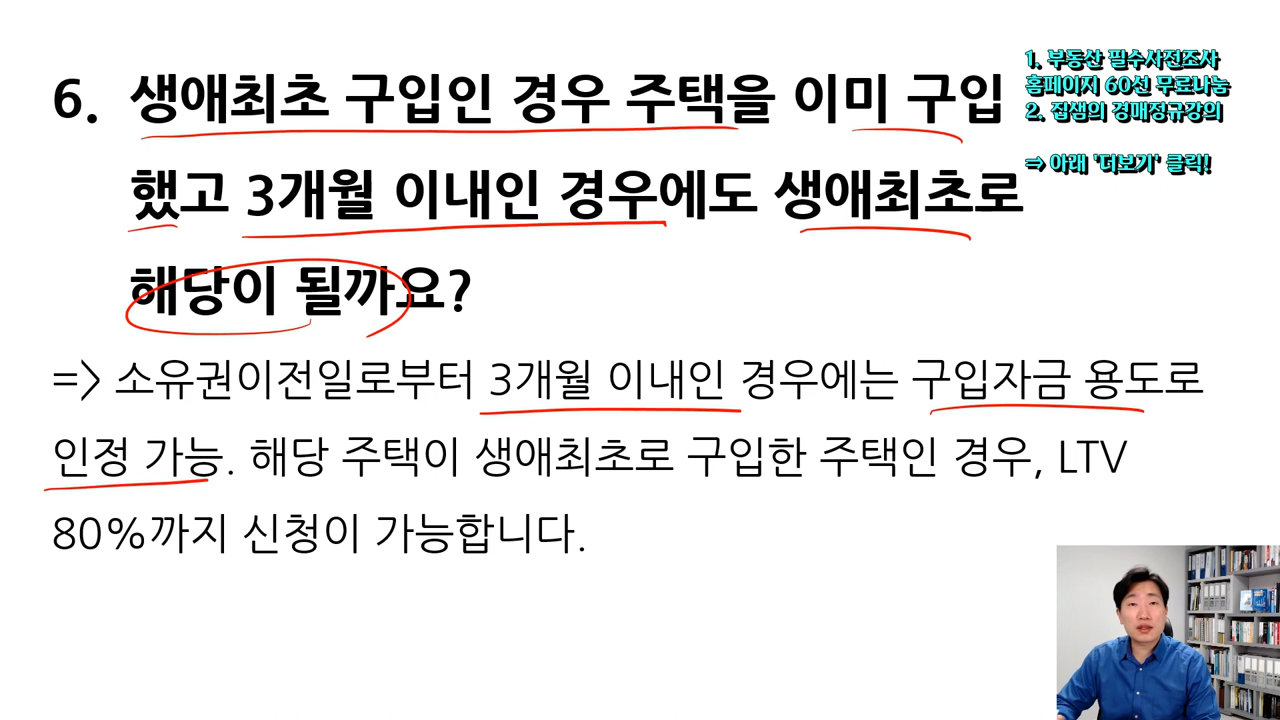 6. 생애최초 구입인 경우 주택을 이미 구입
했고 3개월 이내인 경우에도 생애최초로
해당이 될까요?
=> 소유권이전일로부터 3개월 이내인 경우에는 구입자금 용도로
인정 가능. 해당 주택이 생애최초로 구입한 주택인 경우, LTV
80%까지 신청이 가능합니다.
1. 부동산 필수사전조사
홈페이지 60선 무료나눔
2. 집샘의 경매정규강의
=> 아래 '더보기' 클릭!